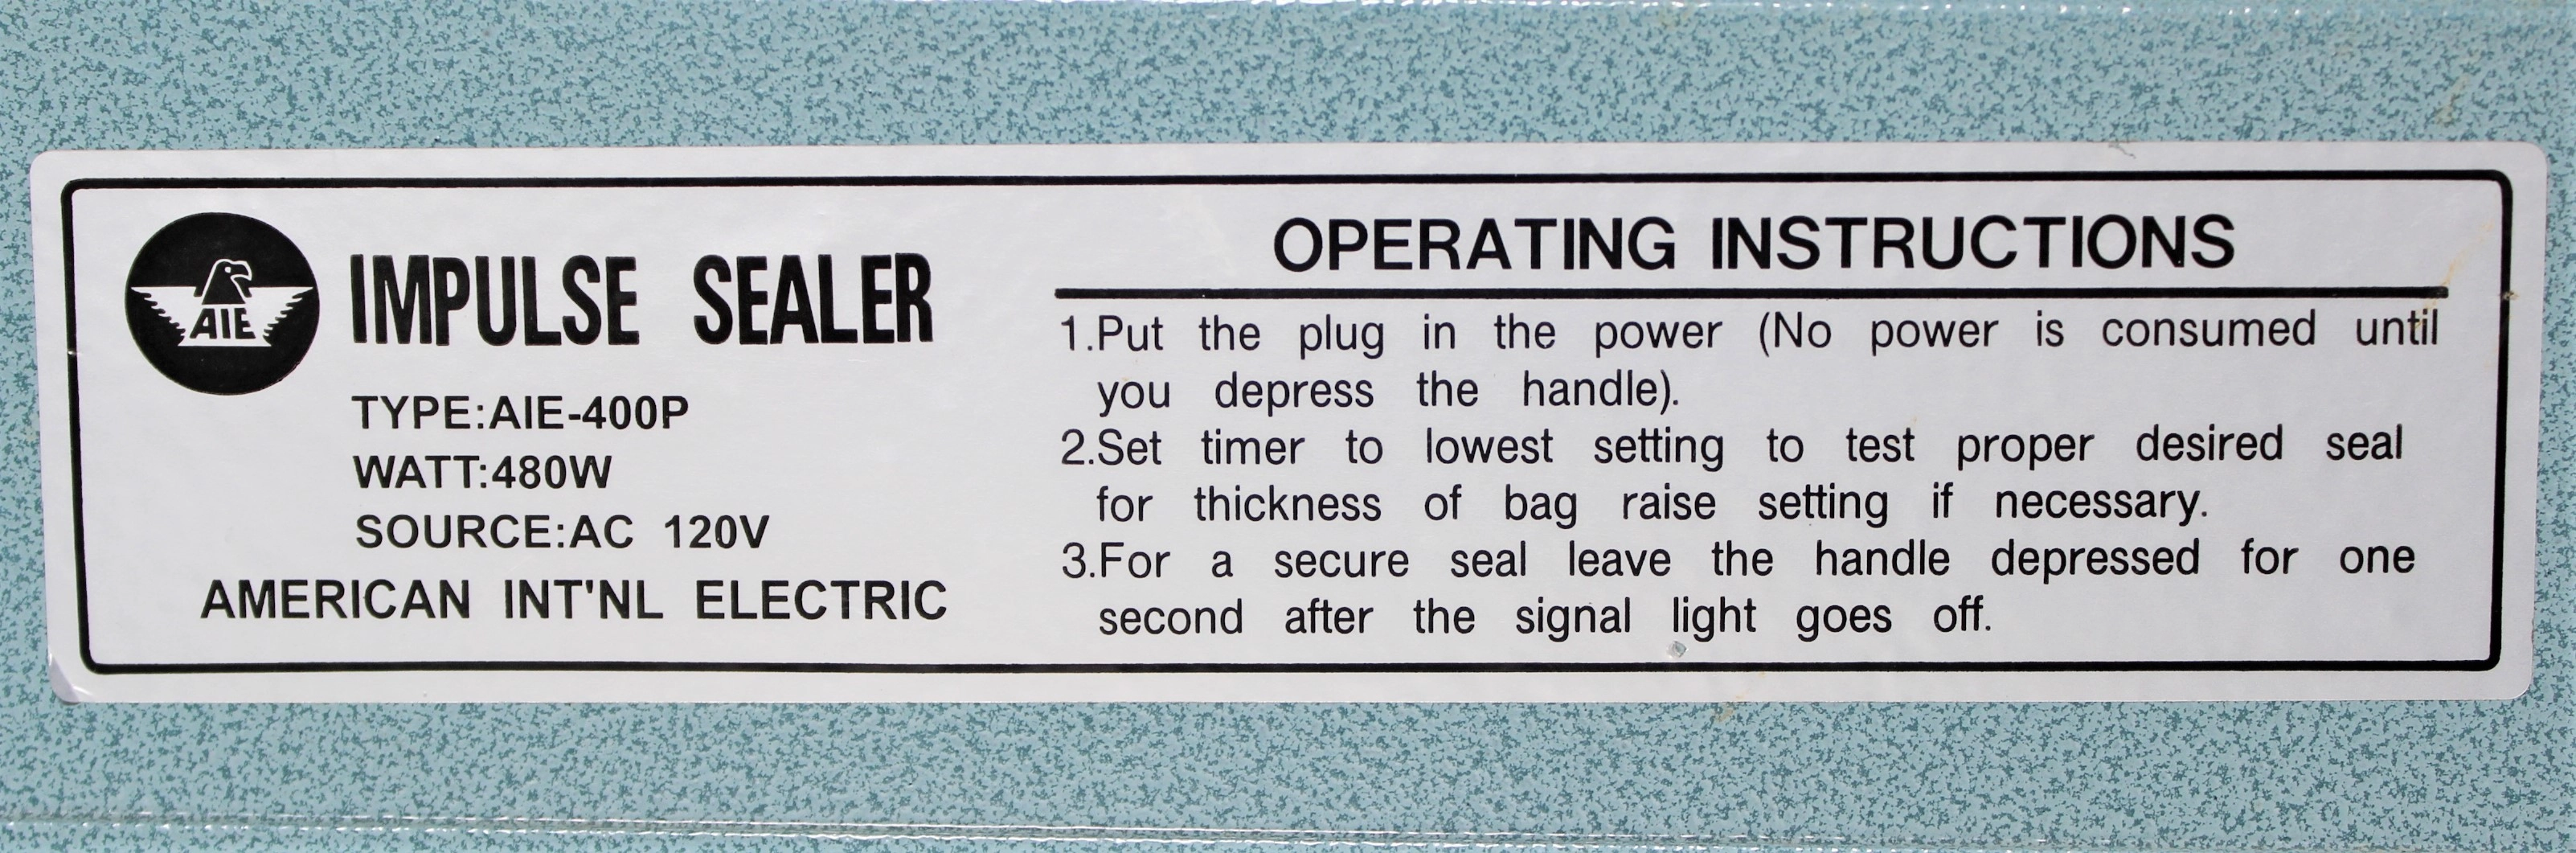 AIE
IMPULSE SEALER
TYPE:AIE-400P
WATT:480W
SOURCE:AC 120V
AMERICAN INT'NL ELECTRIC
OPERATING INSTRUCTIONS
1.Put the plug in the power (No power is consumed until
you depress the handle).
2.Set timer to lowest setting to test proper desired seal
for thickness of bag raise setting if necessary.
3.For a secure seal leave the handle depressed for one
second after the signal light goes off.